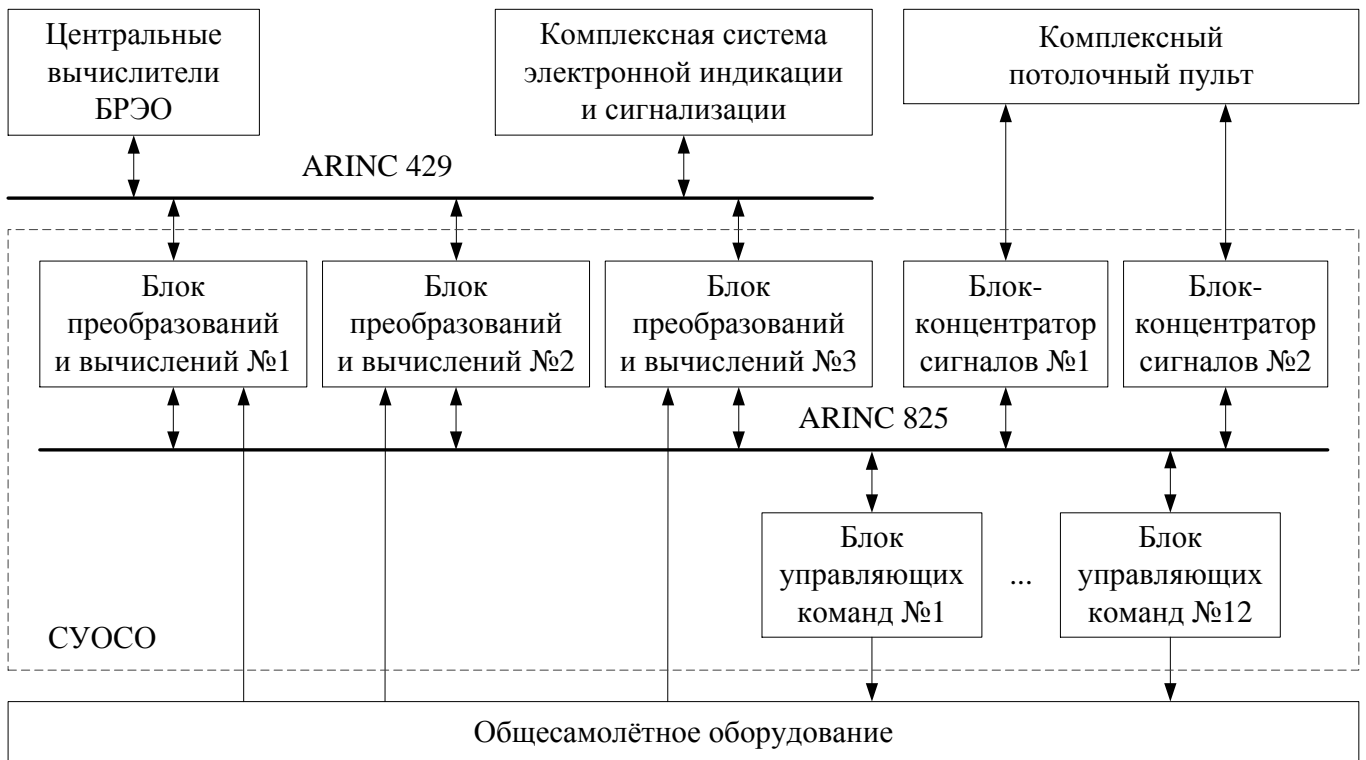 Центральные
вычислители
БРЭО
Комплексная система
электронной индикации
и сигнализации
Комплексный
потолочный пульт
ARINC 429
Блок
преобразований
и вычислений №1
Блок
преобразований
и вычислений №2
Блок
преобразований
и вычислений №3
Блок-
концентратор
сигналов №1
Блок-
концентратор
сигналов №2
ARINC 825
Блок
управляющих
команд №1
...
Блок
управляющих
команд №12
СУОСО
Общесамолётное оборудование